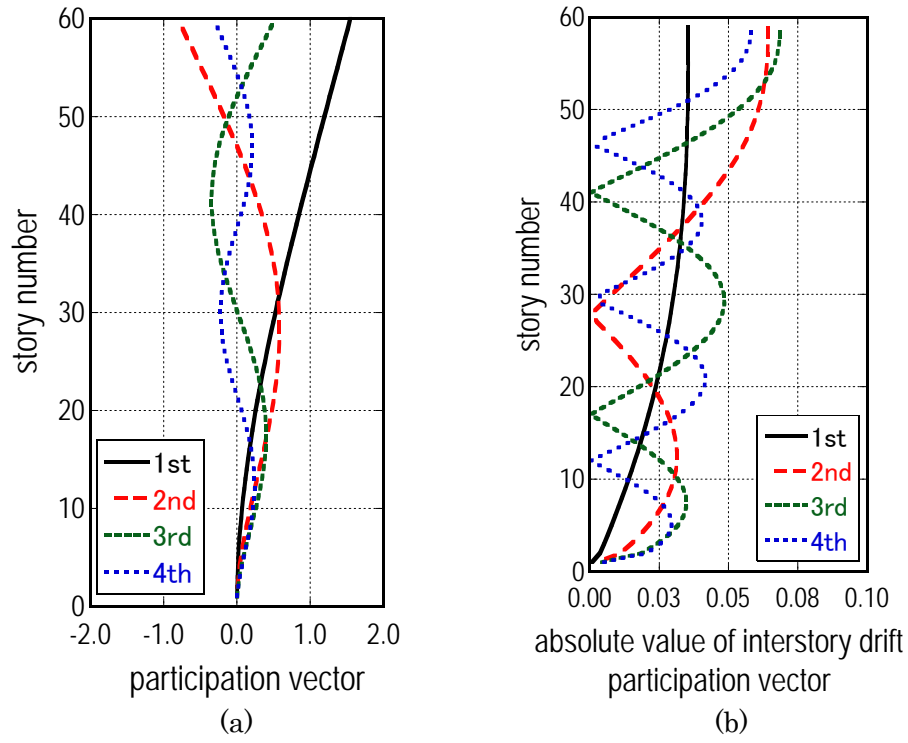 60
50
40
30
20
10
0
story number
1st
2nd
3rd
4th
-2.0 -1.0 0.0 1.0 2.0
participation vector
(a)
60
50
40
30
20
10
0
story number
1st
2nd
3rd
4th
0.00 0.03 0.05 0.08 0.10
absolute value of interstory drift
participation vector
(b)